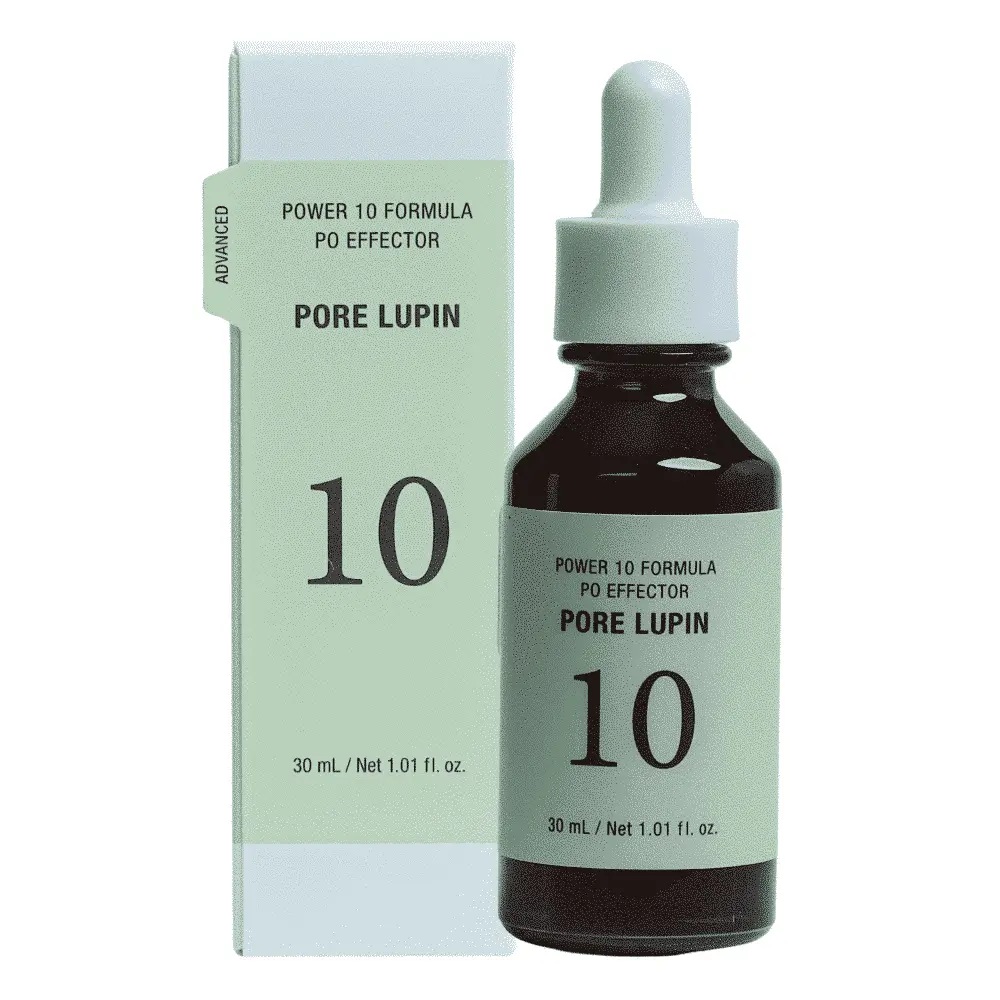 ADVANCED
POWER 10 FORMULA
PO EFFECTOR
PORE LUPIN
10
30 mL / Net 1.01 fl. oz.
POWER 10 FORMULA
PO EFFECTOR
PORE LUPIN
10
30 mL / Net 1.01 fl. oz.